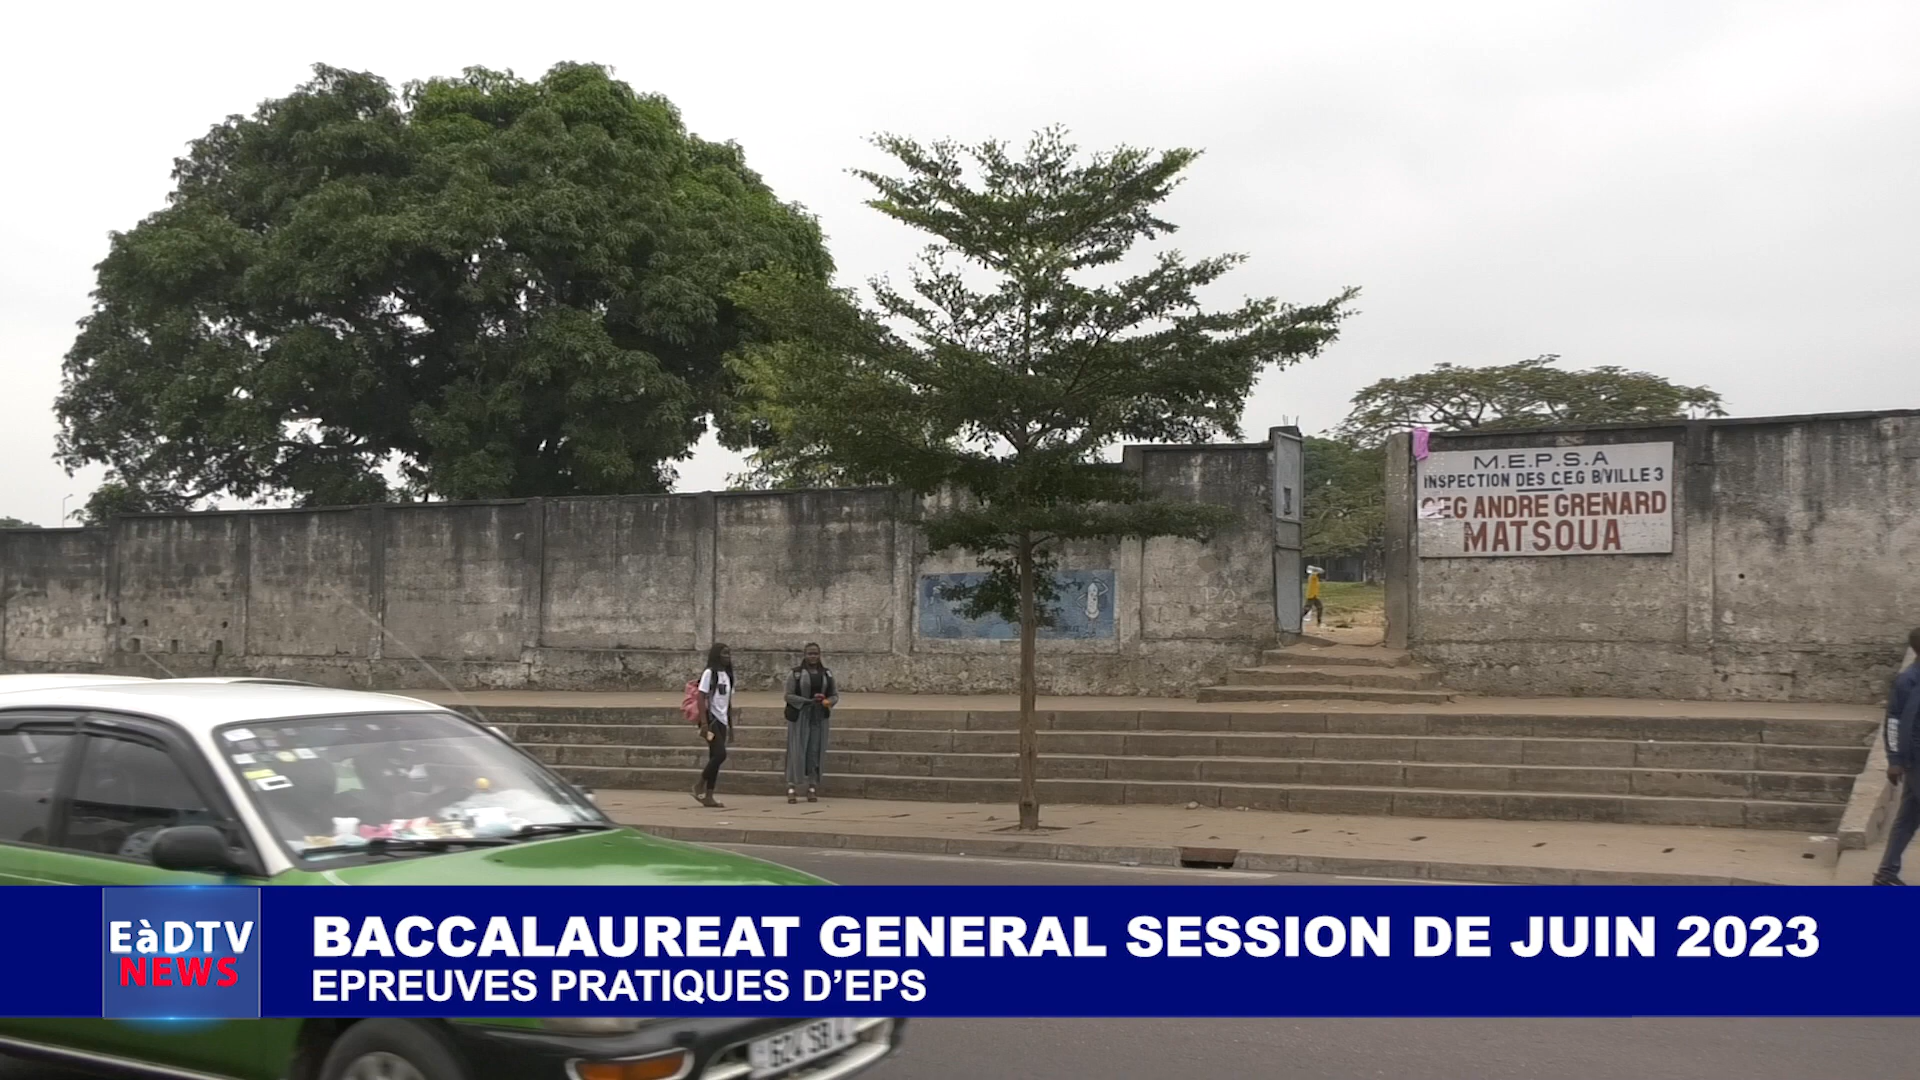 M.E.P.S.A
INSPECTION DES C.E.G B/VILLE 3
CEG ANDRE GRENARD
MATSOUA
EàDTV
NEWS
BACCALAUREAT GENERAL SESSION DE JUIN 2023
EPREUVES PRATIQUES D’EPS